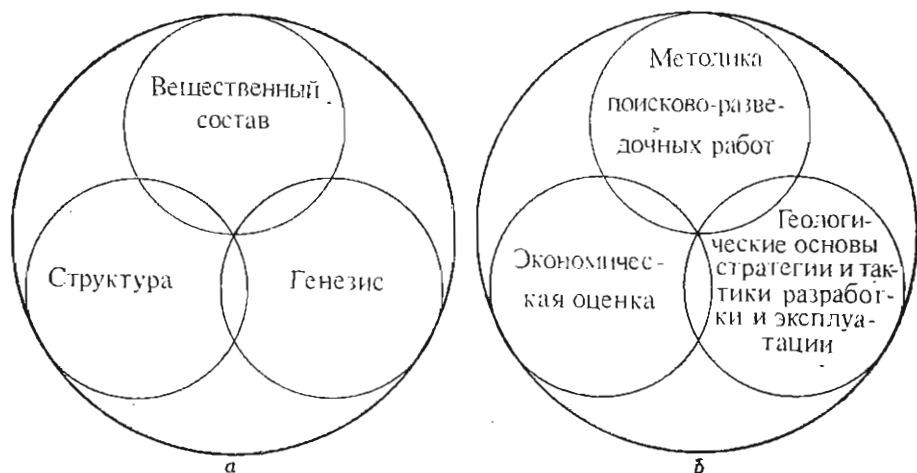 Вещественный
состав
Структура
Генезис
а
Методика
поисково-разве-
дочных работ
Экономичес-
кая оценка
Геологи-
ческие основы
стратегии и так-
тики разработ-
ки и эксплуа-
тации
б